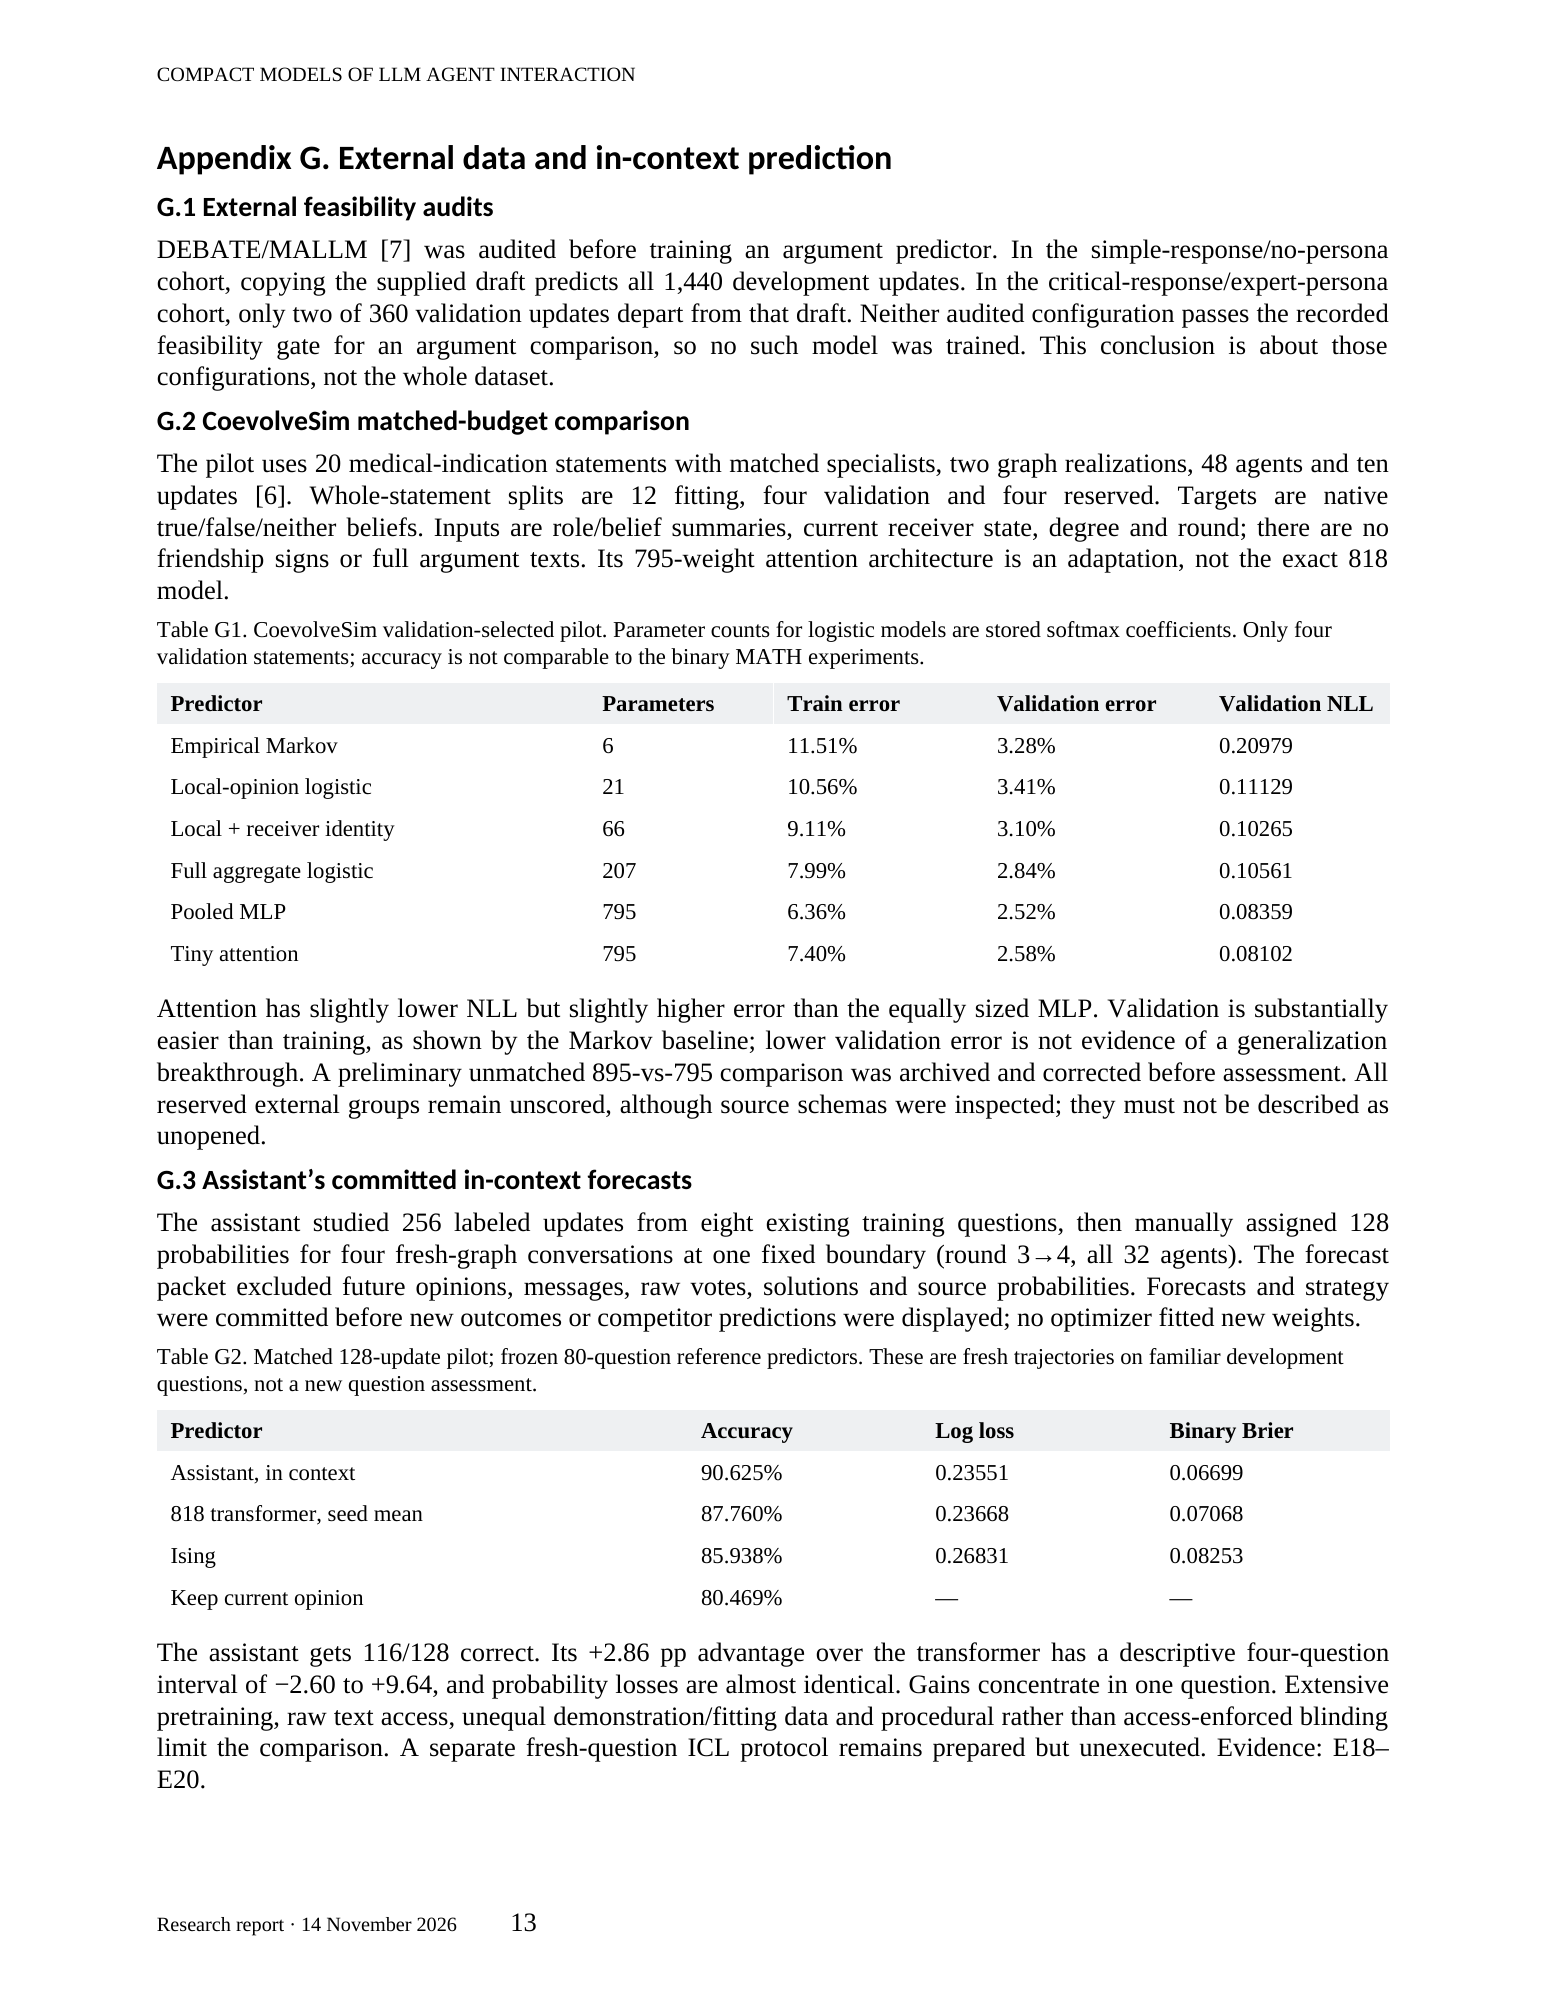 COMPACT MODELS OF LLM AGENT INTERACTION
Appendix G. External data and in-context prediction
G.1 External feasibility audits
DEBATE/MALLM [7] was audited before training an argument predictor. In the simple-response/no-persona
cohort, copying the supplied draft predicts all 1,440 development updates. In the critical-response/expert-persona
cohort, only two of 360 validation updates depart from that draft. Neither audited configuration passes the recorded
feasibility gate for an argument comparison, so no such model was trained. This conclusion is about those
configurations, not the whole dataset.
G.2 CoevolveSim matched-budget comparison
The pilot uses 20 medical-indication statements with matched specialists, two graph realizations, 48 agents and ten
updates [6]. Whole-statement splits are 12 fitting, four validation and four reserved. Targets are native
true/false/neither beliefs. Inputs are role/belief summaries, current receiver state, degree and round; there are no
friendship signs or full argument texts. Its 795-weight attention architecture is an adaptation, not the exact 818
model.
Table G1. CoevolveSim validation-selected pilot. Parameter counts for logistic models are stored softmax coefficients. Only four
validation statements; accuracy is not comparable to the binary MATH experiments.
Predictor Parameters Train error Validation error Validation NLL
Empirical Markov 6 11.51% 3.28% 0.20979
Local-opinion logistic 21 10.56% 3.41% 0.11129
Local + receiver identity 66 9.11% 3.10% 0.10265
Full aggregate logistic 207 7.99% 2.84% 0.10561
Pooled MLP 795 6.36% 2.52% 0.08359
Tiny attention 795 7.40% 2.58% 0.08102
Attention has slightly lower NLL but slightly higher error than the equally sized MLP. Validation is substantially
easier than training, as shown by the Markov baseline; lower validation error is not evidence of a generalization
breakthrough. A preliminary unmatched 895-vs-795 comparison was archived and corrected before assessment. All
reserved external groups remain unscored, although source schemas were inspected; they must not be described as
unopened.
G.3 Assistant’s committed in-context forecasts
The assistant studied 256 labeled updates from eight existing training questions, then manually assigned 128
probabilities for four fresh-graph conversations at one fixed boundary (round 3→4, all 32 agents). The forecast
packet excluded future opinions, messages, raw votes, solutions and source probabilities. Forecasts and strategy
were committed before new outcomes or competitor predictions were displayed; no optimizer fitted new weights.
Table G2. Matched 128-update pilot; frozen 80-question reference predictors. These are fresh trajectories on familiar development
questions, not a new question assessment.
Predictor Accuracy Log loss Binary Brier
Assistant, in context 90.625% 0.23551 0.06699
818 transformer, seed mean 87.760% 0.23668 0.07068
Ising 85.938% 0.26831 0.08253
Keep current opinion 80.469% — —
The assistant gets 116/128 correct. Its +2.86 pp advantage over the transformer has a descriptive four-question
interval of −2.60 to +9.64, and probability losses are almost identical. Gains concentrate in one question. Extensive
pretraining, raw text access, unequal demonstration/fitting data and procedural rather than access-enforced blinding
limit the comparison. A separate fresh-question ICL protocol remains prepared but unexecuted. Evidence: E18–
E20.
Research report · 14 November 2026 13